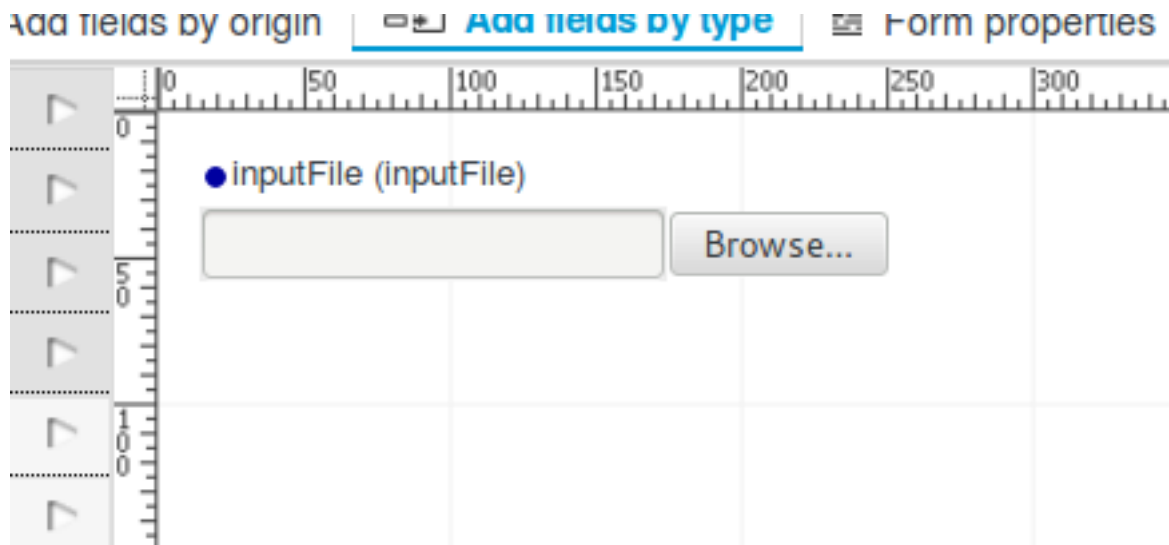 Add fields by origin Add fields by type Form properties
0 50 100 150 200 250 300
0
inputFile (inputFile)
Browse...
50
100